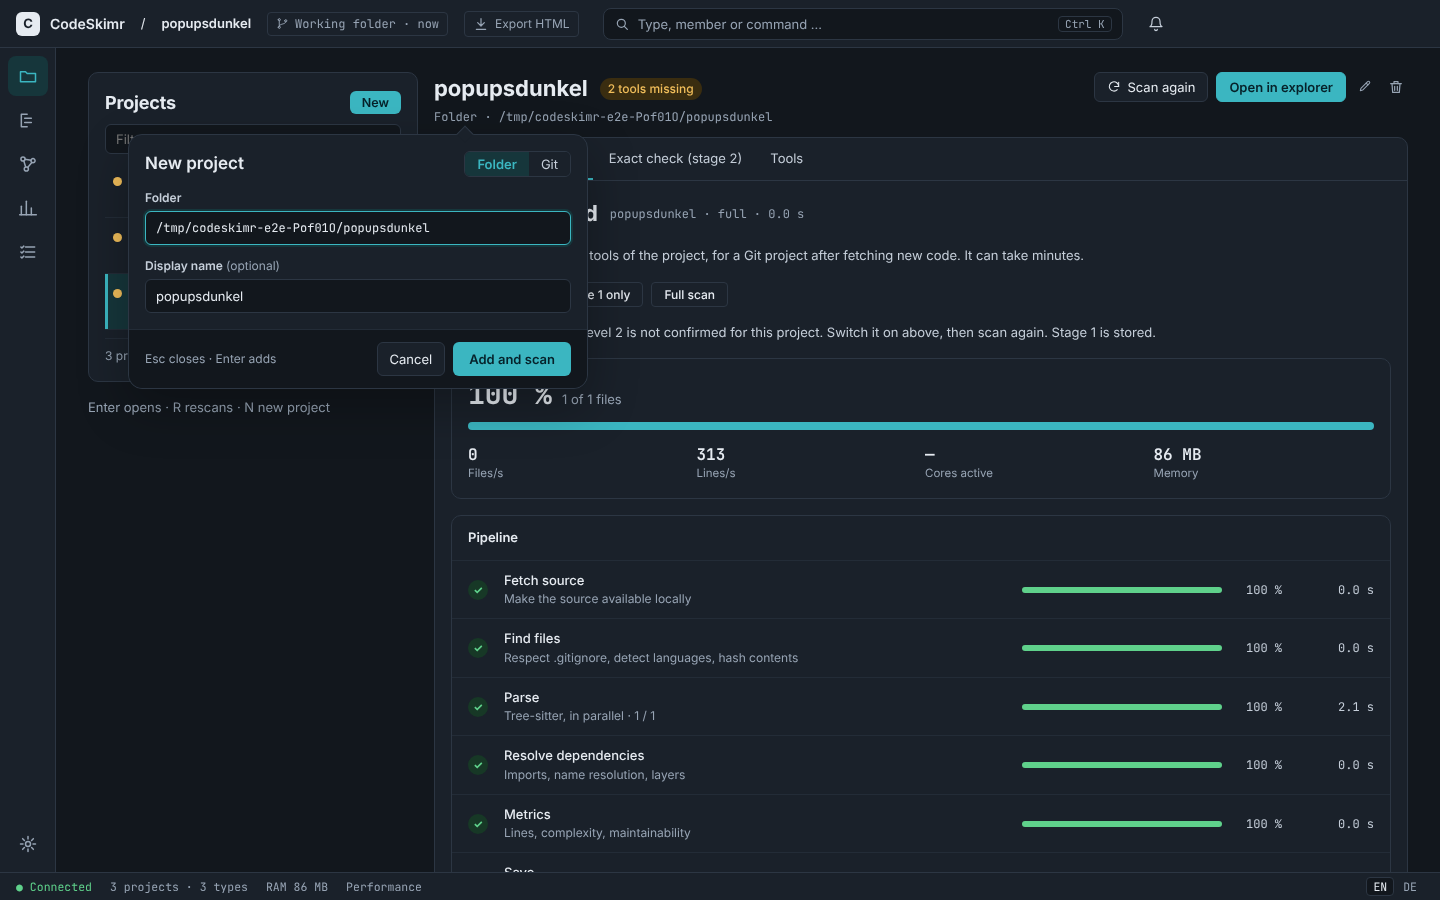 C CodeSkimr / popupsdunkel Working folder · now Export HTML Type, member or command ... Ctrl K
Projects New
popupsdunkel 2 tools missing
Folder · /tmp/codeskimr-e2e-Pof01O/popupsdunkel
Scan again Open in explorer
New project Folder Git
Folder
/tmp/codeskimr-e2e-Pof01O/popupsdunkel
Display name (optional)
popupsdunkel
Esc closes · Enter adds Cancel Add and scan
Enter opens · R rescans · N new project
Exact check (stage 2) Tools
popupsdunkel · full · 0.0 s
tools of the project, for a Git project after fetching new code. It can take minutes.
1 only Full scan
2 is not confirmed for this project. Switch it on above, then scan again. Stage 1 is stored.
100 % 1 of 1 files
0 313 — 86 MB
Files/s Lines/s Cores active Memory
Pipeline
Fetch source 100 % 0.0 s
Make the source available locally
Find files 100 % 0.0 s
Respect .gitignore, detect languages, hash contents
Parse 100 % 2.1 s
Tree-sitter, in parallel · 1 / 1
Resolve dependencies 100 % 0.0 s
Imports, name resolution, layers
Metrics 100 % 0.0 s
Lines, complexity, maintainability
Connected 3 projects · 3 types RAM 86 MB Performance EN DE